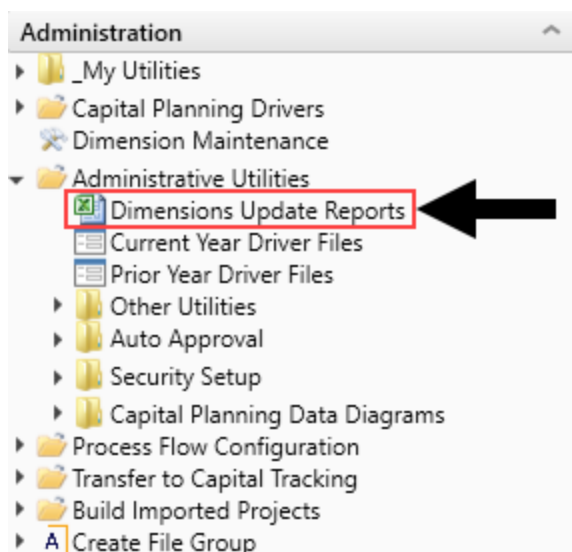 Administration
_My Utilities
Capital Planning Drivers
Dimension Maintenance
Administrative Utilities
Dimensions Update Reports
Current Year Driver Files
Prior Year Driver Files
Other Utilities
Auto Approval
Security Setup
Capital Planning Data Diagrams
Process Flow Configuration
Transfer to Capital Tracking
Build Imported Projects
A Create File Group